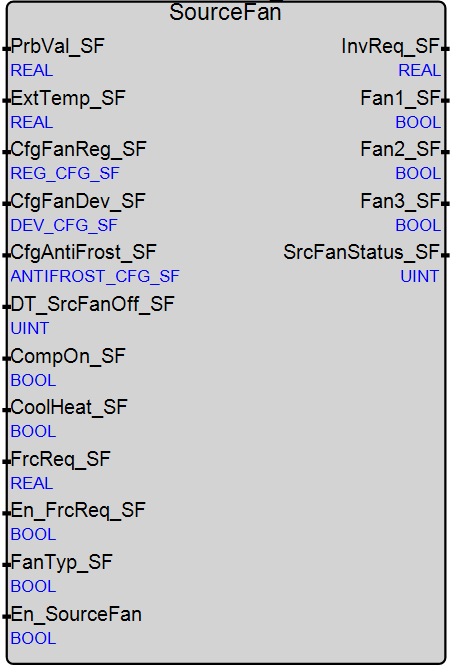 SourceFan
PrbVal_SF
REAL
ExtTemp_SF
REAL
CfgFanReg_SF
REG_CFG_SF
CfgFanDev_SF
DEV_CFG_SF
CfgAntiFrost_SF
ANTIFROST_CFG_SF
DT_SrcFanOff_SF
UINT
CompOn_SF
BOOL
CoolHeat_SF
BOOL
FrcReq_SF
REAL
En_FrcReq_SF
BOOL
FanTyp_SF
BOOL
En_SourceFan
BOOL
InvReq_SF
REAL
Fan1_SF
BOOL
Fan2_SF
BOOL
Fan3_SF
BOOL
SrcFanStatus_SF
UINT